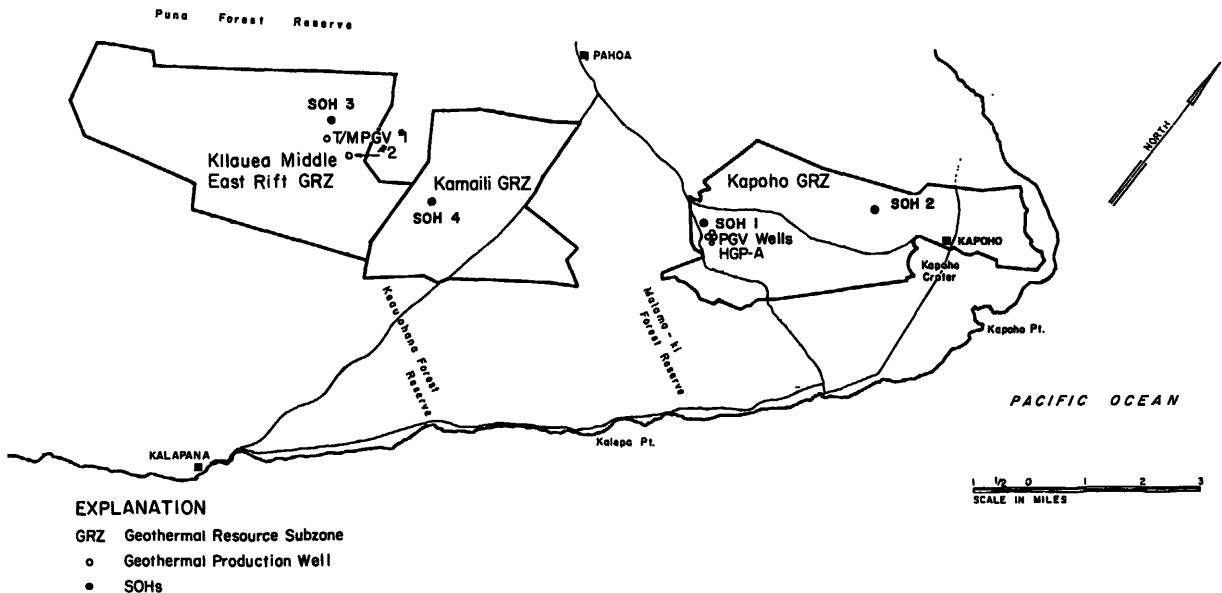 Puna Forest Reserve
PAHOA
SOH 3
T/MPGV #1
#2
Kilauea Middle
East Rift GRZ
Kamaili GRZ
SOH 4
Kapoho GRZ
SOH 2
SOH 1
PGV Wells
HGP-A
KAPOHO
Kapoho
Crater
NORTH
Keauohana Forest
Reserve
Malama-ki
Forest Reserve
Kapoho Pt.
PACIFIC OCEAN
Kalepa Pt.
KALAPANA
1 1/2 0 1 2 3
SCALE IN MILES
EXPLANATION
GRZ Geothermal Resource Subzone
Geothermal Production Well
SOHs